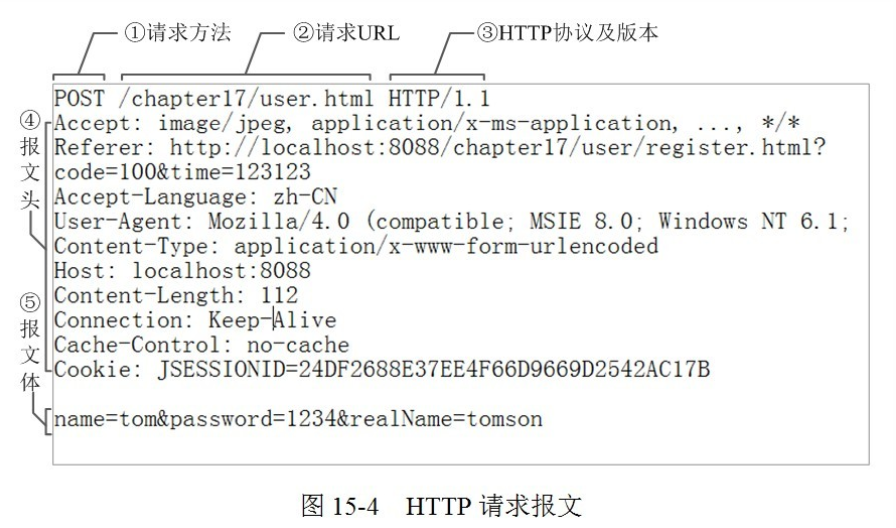 ①请求方法 ②请求URL ③HTTP协议及版本
POST /chapter17/user.html HTTP/1.1
④报文头
Accept: image/jpeg, application/x-ms-application, ..., */*
Referer: http://localhost:8088/chapter17/user/register.html?
code=100&time=123123
Accept-Language: zh-CN
User-Agent: Mozilla/4.0 (compatible; MSIE 8.0; Windows NT 6.1;
Content-Type: application/x-www-form-urlencoded
Host: localhost:8088
Content-Length: 112
Connection: Keep-Alive
Cache-Control: no-cache
Cookie: JSESSIONID=24DF2688E37EE4F66D9669D2542AC17B
⑤报文体
name=tom&password=1234&realName=tomson
图 15-4 HTTP 请求报文